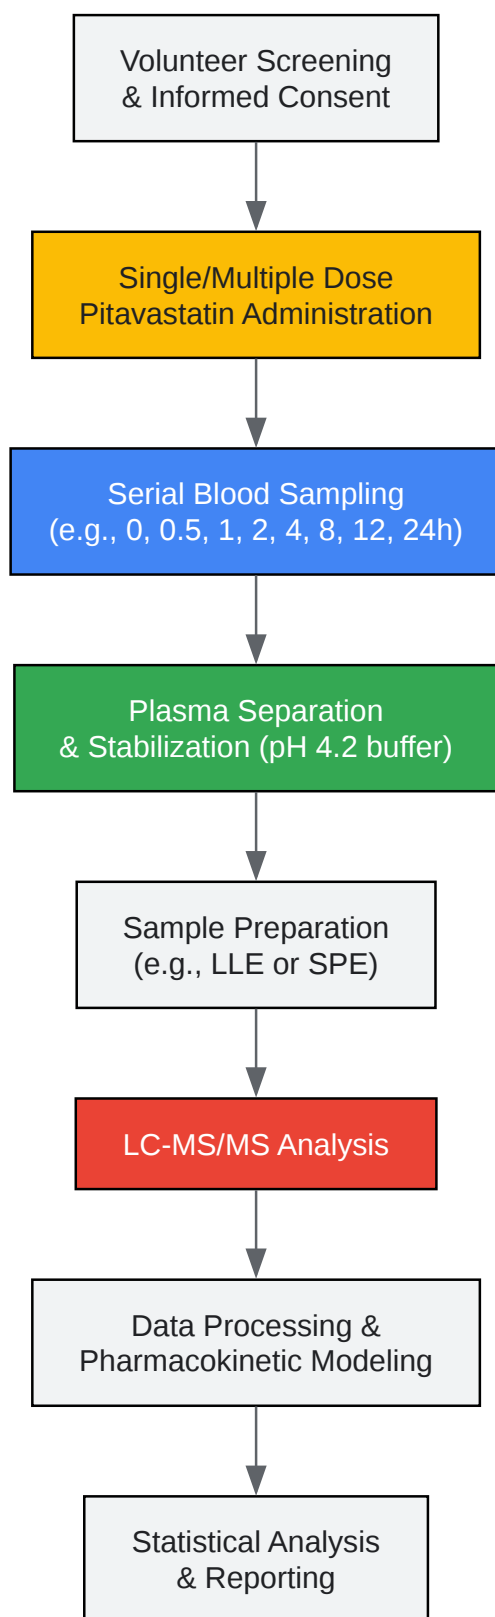 Volunteer Screening
& Informed Consent
Single/Multiple Dose
Pitavastatin Administration
Serial Blood Sampling
(e.g., 0, 0.5, 1, 2, 4, 8, 12, 24h)
Plasma Separation
& Stabilization (pH 4.2 buffer)
Sample Preparation
(e.g., LLE or SPE)
LC-MS/MS Analysis
Data Processing &
Pharmacokinetic Modeling
Statistical Analysis
& Reporting